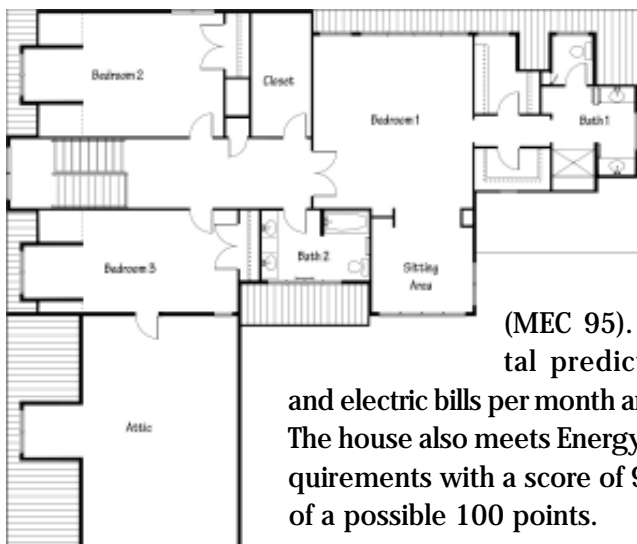 Bedroom 2
Closet
Bedroom 1
Bath 1
Bedroom 3
Bath 2
Sitting
Area
Attic
(MEC 95).
tal predic
and electric bills per month a
The house also meets Energy
quirements with a score of 9
of a possible 100 points.